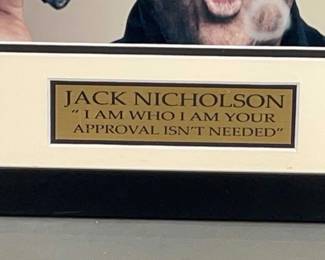 JACK NICHOLSON
" I AM WHO I AM YOUR
APPROVAL ISN'T NEEDED"